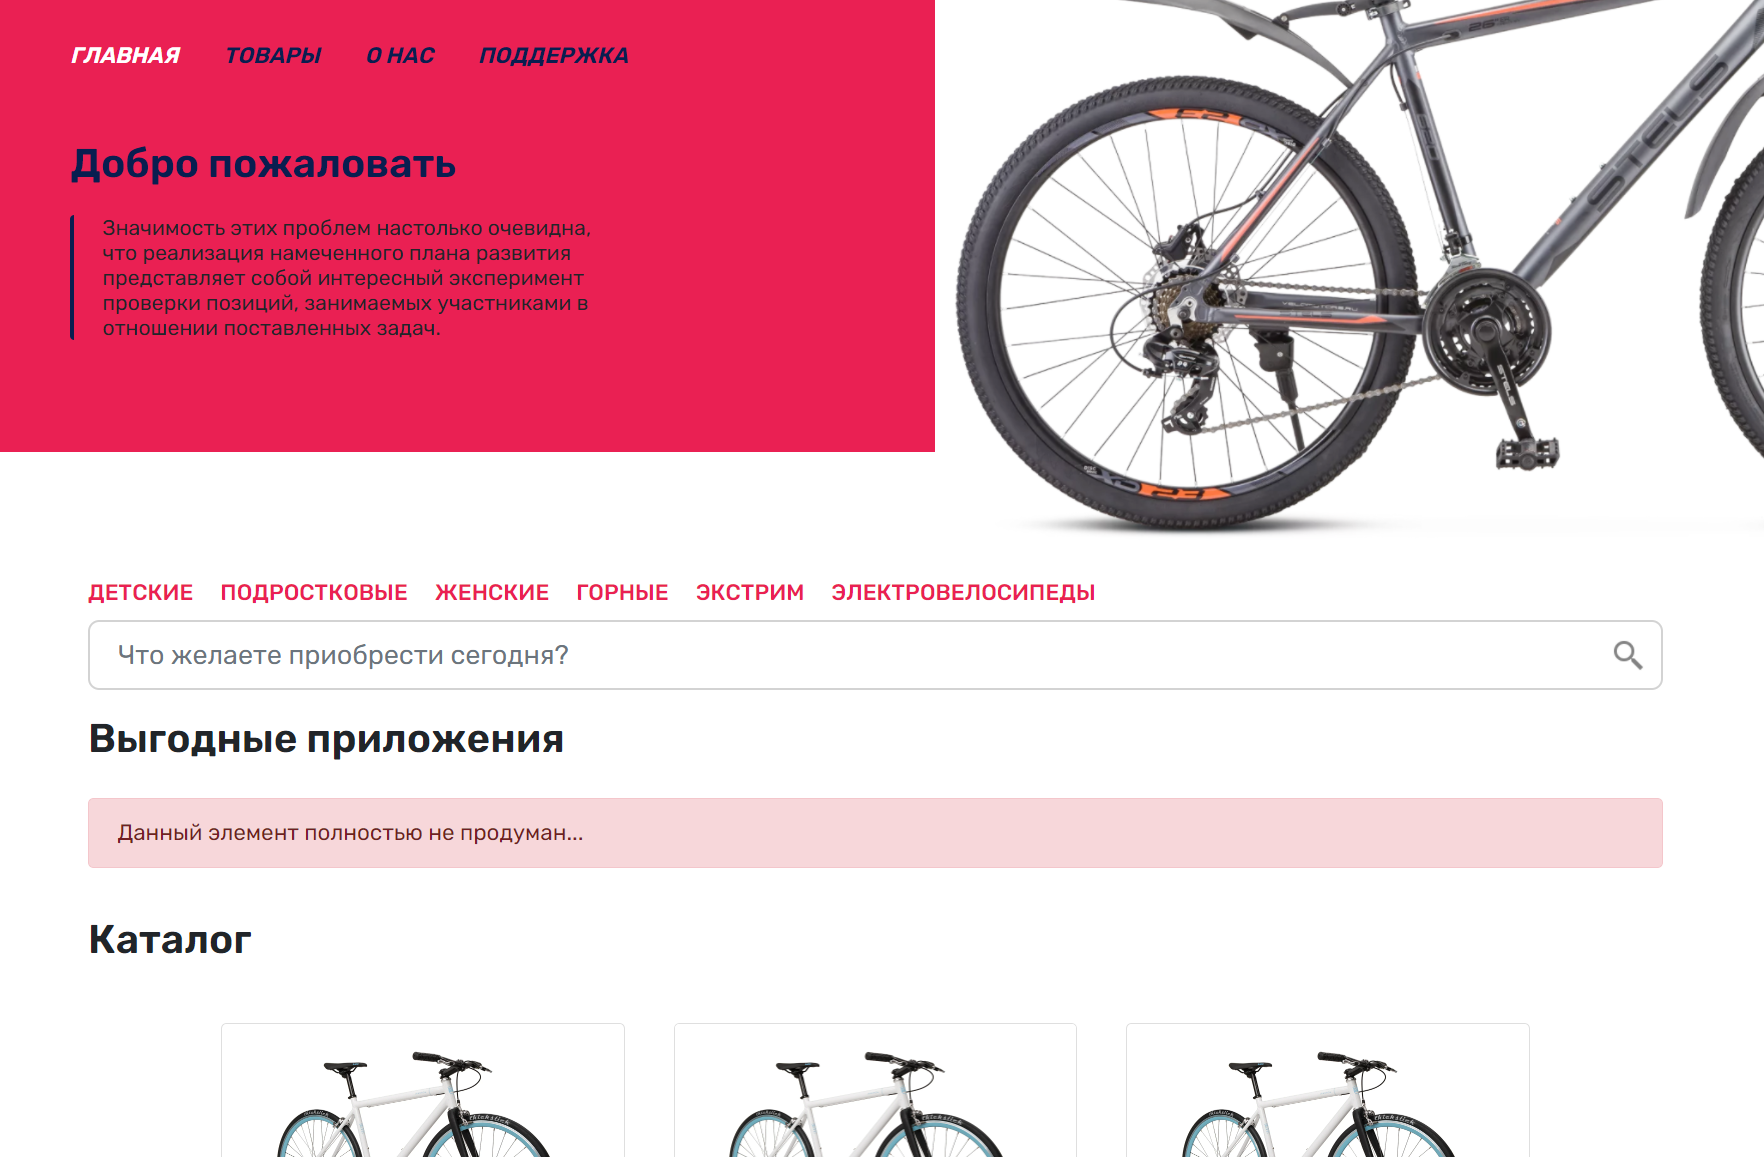 ГЛАВНАЯ ТОВАРЫ О НАС ПОДДЕРЖКА
Добро пожаловать
Значимость этих проблем настолько очевидна,
что реализация намеченного плана развития
представляет собой интересный эксперимент
проверки позиций, занимаемых участниками в
отношении поставленных задач.
STELS
STELS
ДЕТСКИЕ ПОДРОСТКОВЫЕ ЖЕНСКИЕ ГОРНЫЕ ЭКСТРИМ ЭЛЕКТРОВЕЛОСИПЕДЫ
Что желаете приобрести сегодня?
Выгодные приложения
Данный элемент полностью не продуман...
Каталог